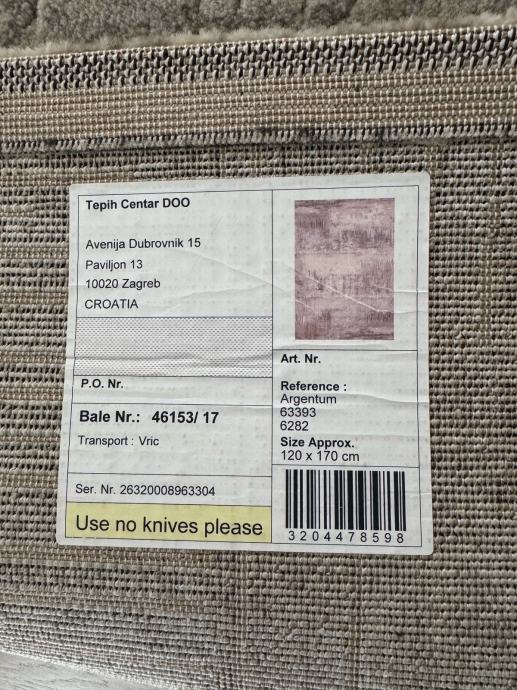 Tepih Centar DOO
Avenija Dubrovnik 15
Paviljon 13
10020 Zagreb
CROATIA
P.O. Nr.
Bale Nr.: 46153/ 17
Transport : Vric
Ser. Nr. 26320008963304
Use no knives please
Art. Nr.
Reference :
Argentum
63393
6282
Size Approx.
120 x 170 cm
3204478598